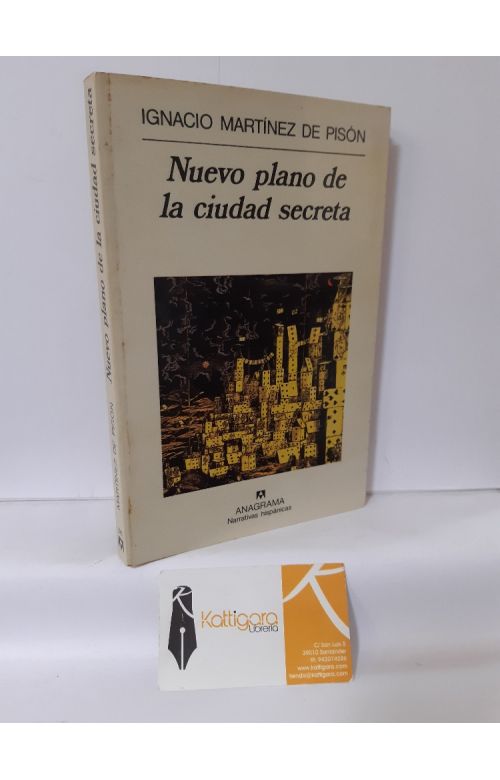 IGNACIO MARTÍNEZ DE PISÓN
Nuevo plano de
la ciudad secreta
ANAGRAMA
Narrativas hispánicas
Nuevo plano de la ciudad secreta
MARTÍNEZ DE PISÓN
Kattigara
Librería
C/ San Luis 5
39010 Santander
www.kattigara.com
tienda@kattigara.com